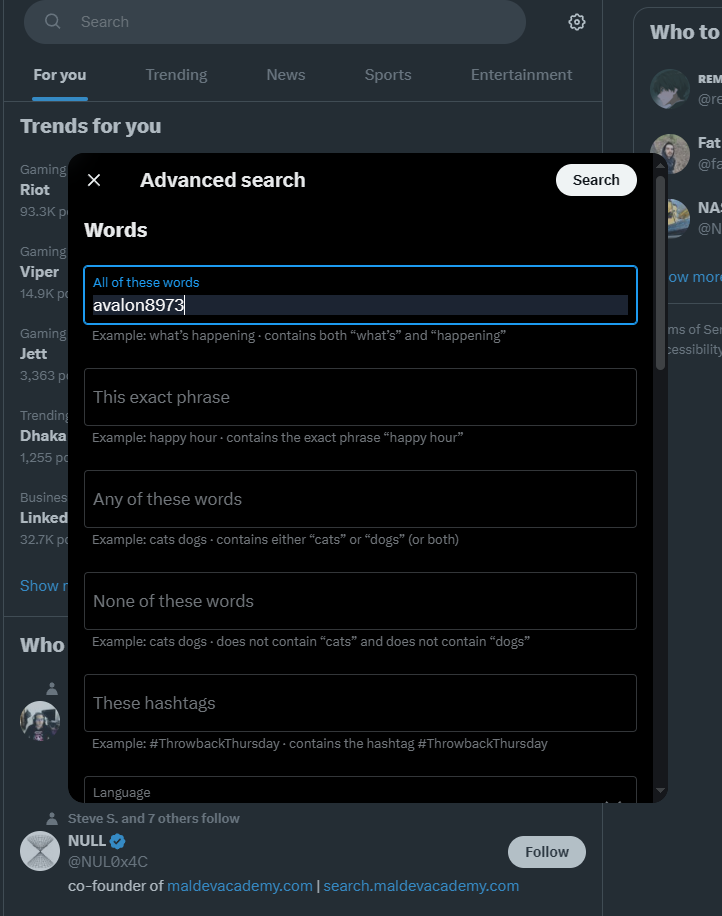 Search
For you
Trending
News
Sports
Entertainment
Who to
Trends for you
Gaming
Riot
93.3K
Gaming
Viper
14.9K
Gaming
Jett
3,363
Trending
Dhaka
1,255
Business
Linked
32.7K
Show
Who
Advanced search
Search
Words
All of these words
avalon8973
Example: what’s happening · contains both “what’s” and “happening”
This exact phrase
Example: happy hour · contains the exact phrase “happy hour”
Any of these words
Example: cats dogs · contains either “cats” or “dogs” (or both)
None of these words
Example: cats dogs · does not contain “cats” and does not contain “dogs”
These hashtags
Example: #ThrowbackThursday · contains the hashtag #ThrowbackThursday
Language
Steve S. and 7 others follow
NULL
@NUL0x4C
Follow
co-founder of maldevacademy.com | search.maldevacademy.com
REM
@re
Fat
@fa
NAS
@N
ow more
ms of Ser
cessibility